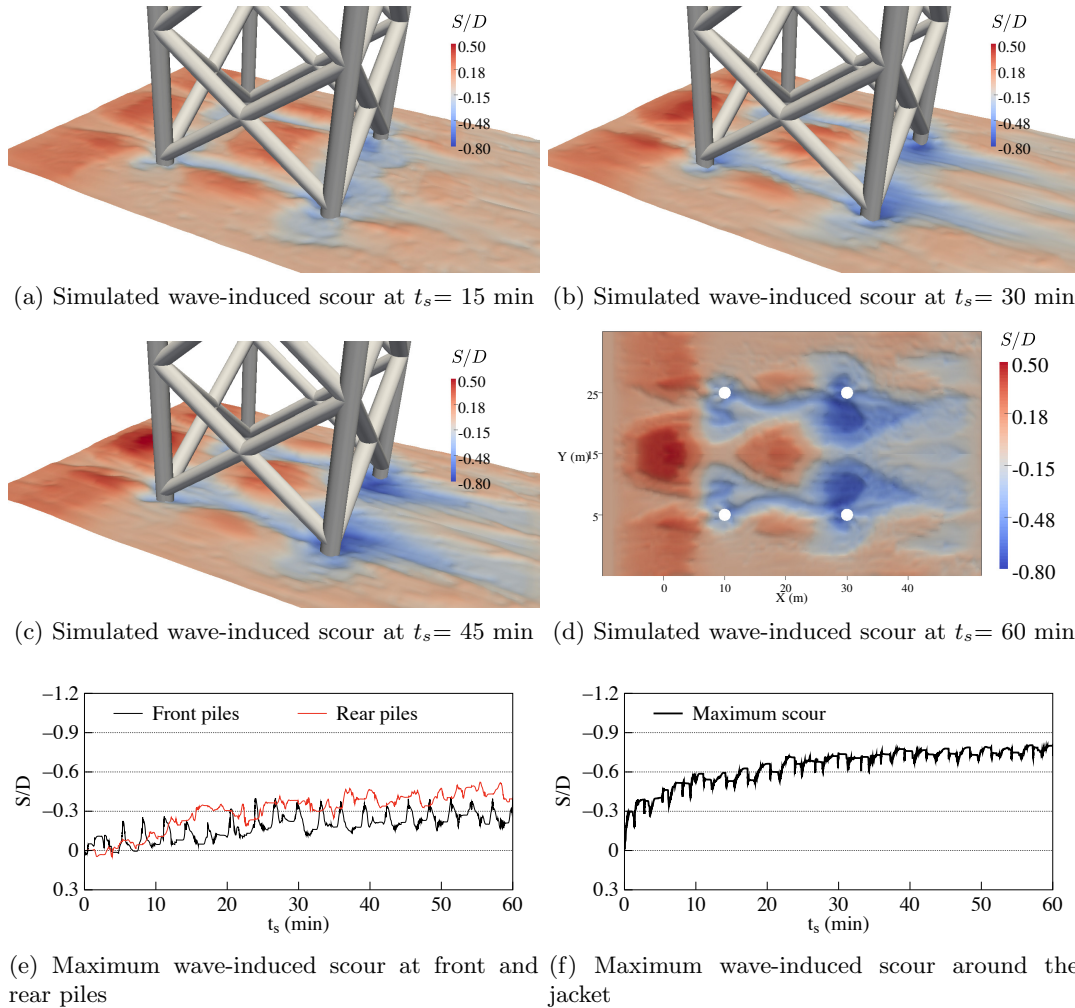 S/D
0.50
0.18
-0.15
-0.48
-0.80
S/D
0.50
0.18
-0.15
-0.48
-0.80
(a) Simulated wave-induced scour at ts= 15 min
(b) Simulated wave-induced scour at ts= 30 min
S/D
0.50
0.18
-0.15
-0.48
-0.80
S/D
0.50
0.18
-0.15
-0.48
-0.80
25
Y (m)15
5
0 10 20 30 40
X (m)
(c) Simulated wave-induced scour at ts= 45 min
(d) Simulated wave-induced scour at ts= 60 min
S/D
−1.2
−0.9
−0.6
−0.3
0
0.3
Front piles
Rear piles
0 10 20 30 40 50 60
ts (min)
S/D
−1.2
−0.9
−0.6
−0.3
0
0.3
Maximum scour
0 10 20 30 40 50 60
ts (min)
(e) Maximum wave-induced scour at front and
rear piles
(f) Maximum wave-induced scour around the
jacket